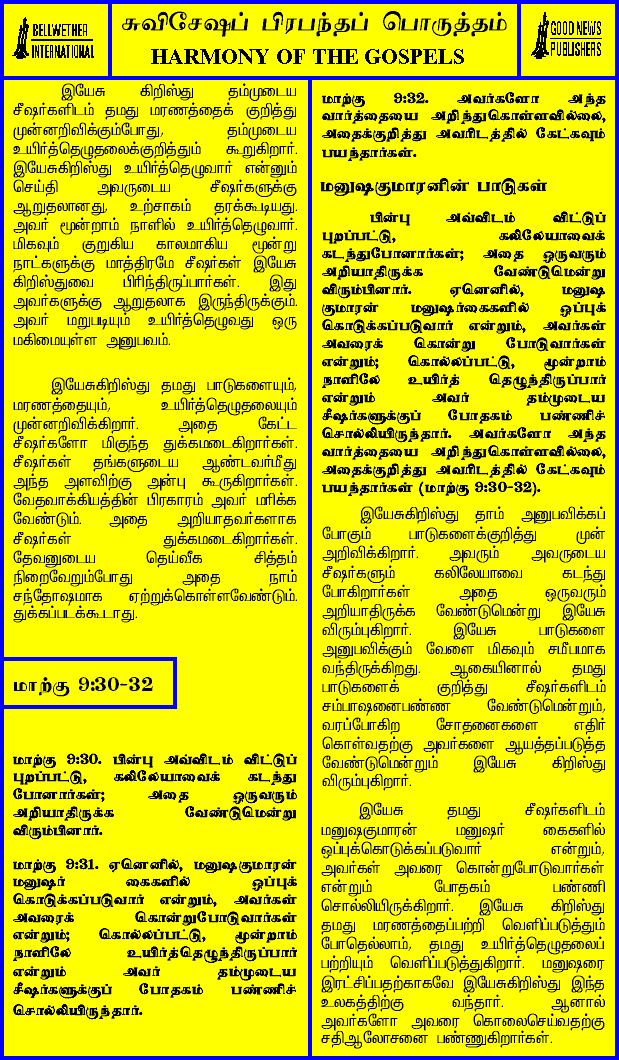 BELLWETHER
INTERNATIONAL
சுவிசேஷப் பிரபந்தப் பொருத்தம்
HARMONY OF THE GOSPELS
GOOD NEWS
PUBLISHERS
இயேசு கிறிஸ்து தம்முடைய
சீஷர்களிடம் தமது மரணத்தைக் குறித்து
முன்னறிவிக்கும்போது, தம்முடைய
உயிர்த்தெழுதலைக்குறித்தும் கூறுகிறார்.
இயேசுகிறிஸ்து உயிர்த்தெழுவார் என்னும்
செய்தி அவருடைய சீஷர்களுக்கு
ஆறுதலானது, உற்சாகம் தரக்கூடியது.
அவர் மூன்றாம் நாளில் உயிர்த்தெழுவார்.
மிகவும் குறுகிய காலமாகிய மூன்று
நாட்களுக்கு மாத்திரமே சீஷர்கள் இயேசு
கிறிஸ்துவை பிரிந்திருப்பார்கள். இது
அவர்களுக்கு ஆறுதலாக இருந்திருக்கும்.
அவர் மறுபடியும் உயிர்த்தெழுவது ஒரு
மகிமையுள்ள அனுபவம்.
இயேசுகிறிஸ்து தமது பாடுகளையும்,
மரணத்தையும், உயிர்த்தெழுதலையும்
முன்னறிவிக்கிறார். அதை கேட்ட
சீஷர்களோ மிகுந்த துக்கமடைகிறார்கள்.
சீஷர்கள் தங்களுடைய ஆண்டவர்மீது
அந்த அளவிற்கு அன்பு கூருகிறார்கள்.
வேதவாக்கியத்தின் பிரகாரம் அவர் மரிக்க
வேண்டும். அதை அறியாதவர்களாக
சீஷர்கள் துக்கமடைகிறார்கள்.
தேவனுடைய தெய்வீக சித்தம்
நிறைவேறும்போது அதை நாம்
சந்தோஷமாக ஏற்றுக்கொள்ளவேண்டும்.
துக்கப்படக்கூடாது.
மாற்கு 9:30-32
மாற்கு 9:30. பின்பு அவ்விடம் விட்டுப்
புறப்பட்டு, கலிலேயாவைக் கடந்து
போனார்கள்; அதை ஒருவரும்
அறியாதிருக்க வேண்டுமென்று
விரும்பினார்.
மாற்கு 9:31. ஏனெனில், மனுஷகுமாரன்
மனுஷர் கைகளில் ஒப்புக்
கொடுக்கப்படுவார் என்றும், அவர்கள்
அவரைக் கொன்றுபோடுவார்கள்
என்றும்; கொல்லப்பட்டு, மூன்றாம்
நாளிலே உயிர்த்தெழுந்திருப்பார்
என்றும் அவர் தம்முடைய
சீஷர்களுக்குப் போதகம் பண்ணிச்
சொல்லியிருந்தார்.
மாற்கு 9:32. அவர்களோ அந்த
வார்த்தையை அறிந்துகொள்ளவில்லை,
அதைக்குறித்து அவரிடத்தில் கேட்கவும்
பயந்தார்கள்.
மனுஷகுமாரனின் பாடுகள்
பின்பு அவ்விடம் விட்டுப்
புறப்பட்டு, கலிலேயாவைக்
கடந்துபோனார்கள்; அதை ஒருவரும்
அறியாதிருக்க வேண்டுமென்று
விரும்பினார். ஏனெனில், மனுஷ
குமாரன் மனுஷர்கைகளில் ஒப்புக்
கொடுக்கப்படுவார் என்றும், அவர்கள்
அவரைக் கொன்று போடுவார்கள்
என்றும்; கொல்லப்பட்டு, மூன்றாம்
நாளிலே உயிர்த் தெழுந்திருப்பார்
என்றும் அவர் தம்முடைய
சீஷர்களுக்குப் போதகம் பண்ணிச்
சொல்லியிருந்தார். அவர்களோ அந்த
வார்த்தையை அறிந்துகொள்ளவில்லை,
அதைக்குறித்து அவரிடத்தில் கேட்கவும்
பயந்தார்கள் (மாற்கு 9:30-32).
இயேசுகிறிஸ்து தாம் அனுபவிக்கப்
போகும் பாடுகளைக்குறித்து முன்
அறிவிக்கிறார். அவரும் அவருடைய
சீஷர்களும் கலிலேயாவை கடந்து
போகிறார்கள் அதை ஒருவரும்
அறியாதிருக்க வேண்டுமென்று இயேசு
விரும்புகிறார். இயேசு பாடுகளை
அனுபவிக்கும் வேளை மிகவும் சமீபமாக
வந்திருக்கிறது. ஆகையினால் தமது
பாடுகளைக் குறித்து சீஷர்களிடம்
சம்பாஷனைபண்ண வேண்டுமென்றும்,
வரப்போகிற சோதனைகளை எதிர்
கொள்வதற்கு அவர்களை ஆயத்தப்படுத்த
வேண்டுமென்றும் இயேசு கிறிஸ்து
விரும்புகிறார்.
இயேசு தமது சீஷர்களிடம்
மனுஷகுமாரன் மனுஷர் கைகளில்
ஒப்புக்கொடுக்கப்படுவார் என்றும்,
அவர்கள் அவரை கொன்றுபோடுவார்கள்
என்றும் போதகம் பண்ணி
சொல்லியிருக்கிறார். இயேசு கிறிஸ்து
தமது மரணத்தைப்பற்றி வெளிப்படுத்தும்
போதெல்லாம், தமது உயிர்த்தெழுதலைப்
பற்றியும் வெளிப்படுத்துகிறார். மனுஷரை
இரட்சிப்பதற்காகவே இயேசுகிறிஸ்து இந்த
உலகத்திற்கு வந்தார். ஆனால்
அவர்களோ அவரை கொலைசெய்வதற்கு
சதிஆலோசனை பண்ணுகிறார்கள்.